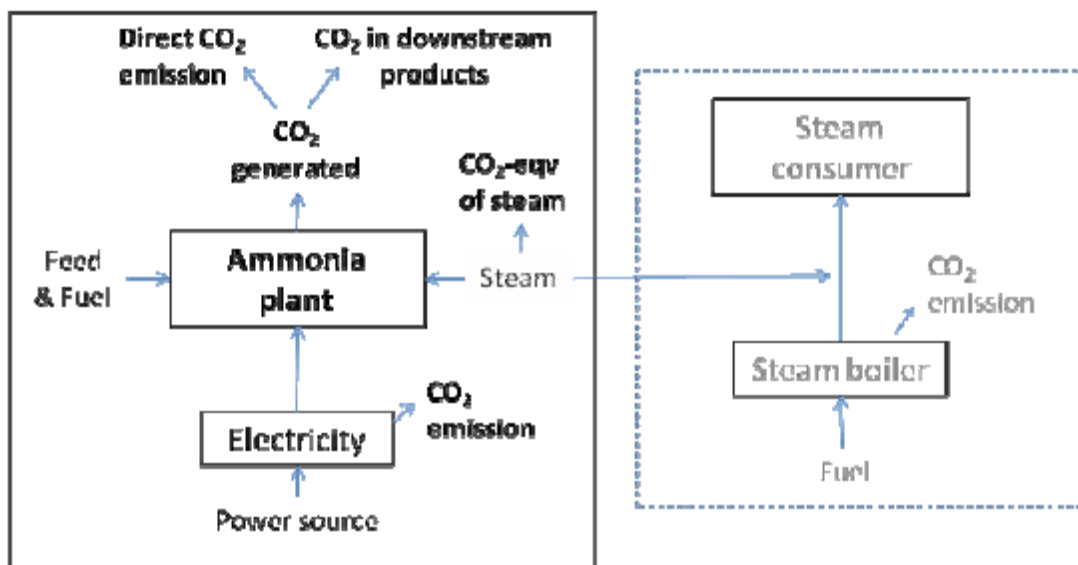 Direct CO₂
emission
CO₂ in downstream
products
CO₂
generated
CO₂-eqv
of steam
Feed
& Fuel
Ammonia
plant
Steam
Electricity
CO₂
emission
Power source
Steam
consumer
CO₂
emission
Steam boiler
Fuel